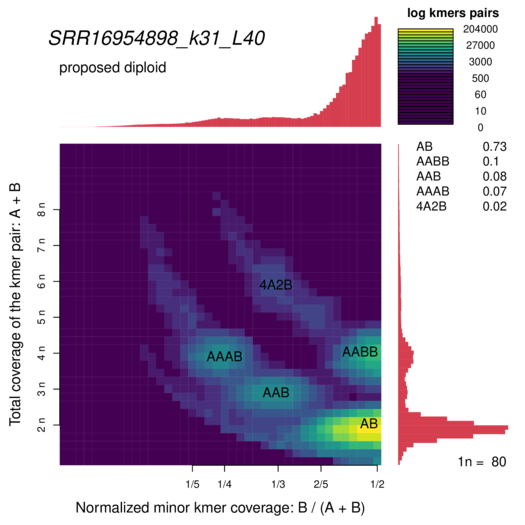 SRR16954898_k31_L40
proposed diploid
log kmers pairs
204000
27000
3000
500
60
10
0
AB 0.73
AABB 0.1
AAB 0.08
AAAB 0.07
4A2B 0.02
Total coverage of the kmer pair: A + B
8 n
7 n
6 n
5 n
4 n
3 n
2 n
4A2B
AAAB
AABB
AAB
AB
1n = 80
1/5 1/4 1/3 2/5 1/2
Normalized minor kmer coverage: B / (A + B)